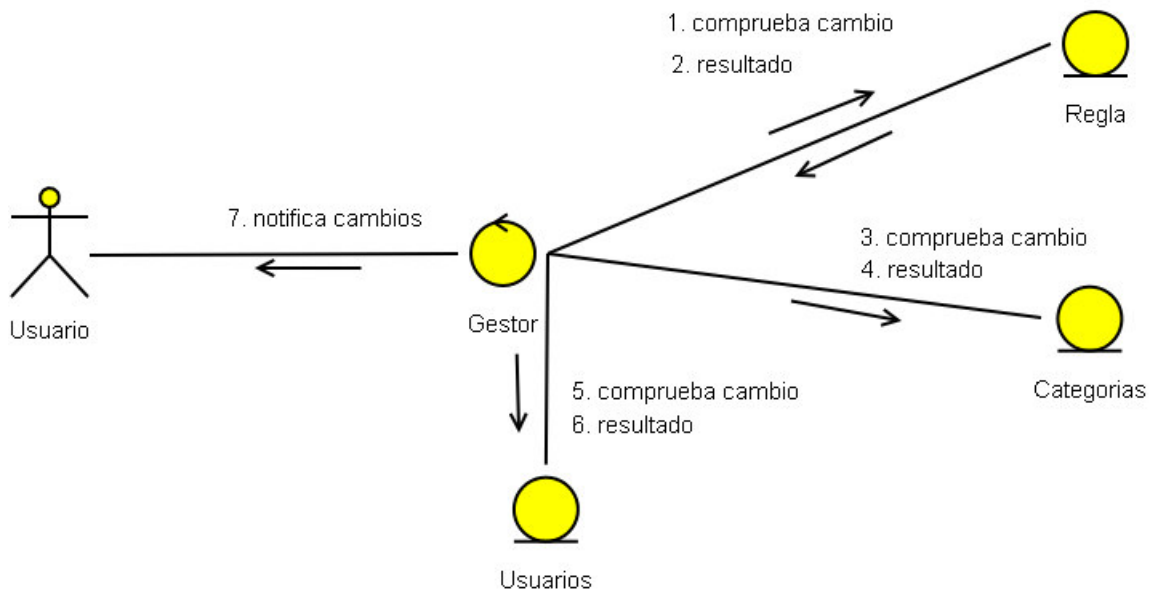 1. comprueba cambio
2. resultado
Regla
7. notifica cambios
3. comprueba cambio
4. resultado
Usuario
Gestor
5. comprueba cambio
6. resultado
Categorias
Usuarios